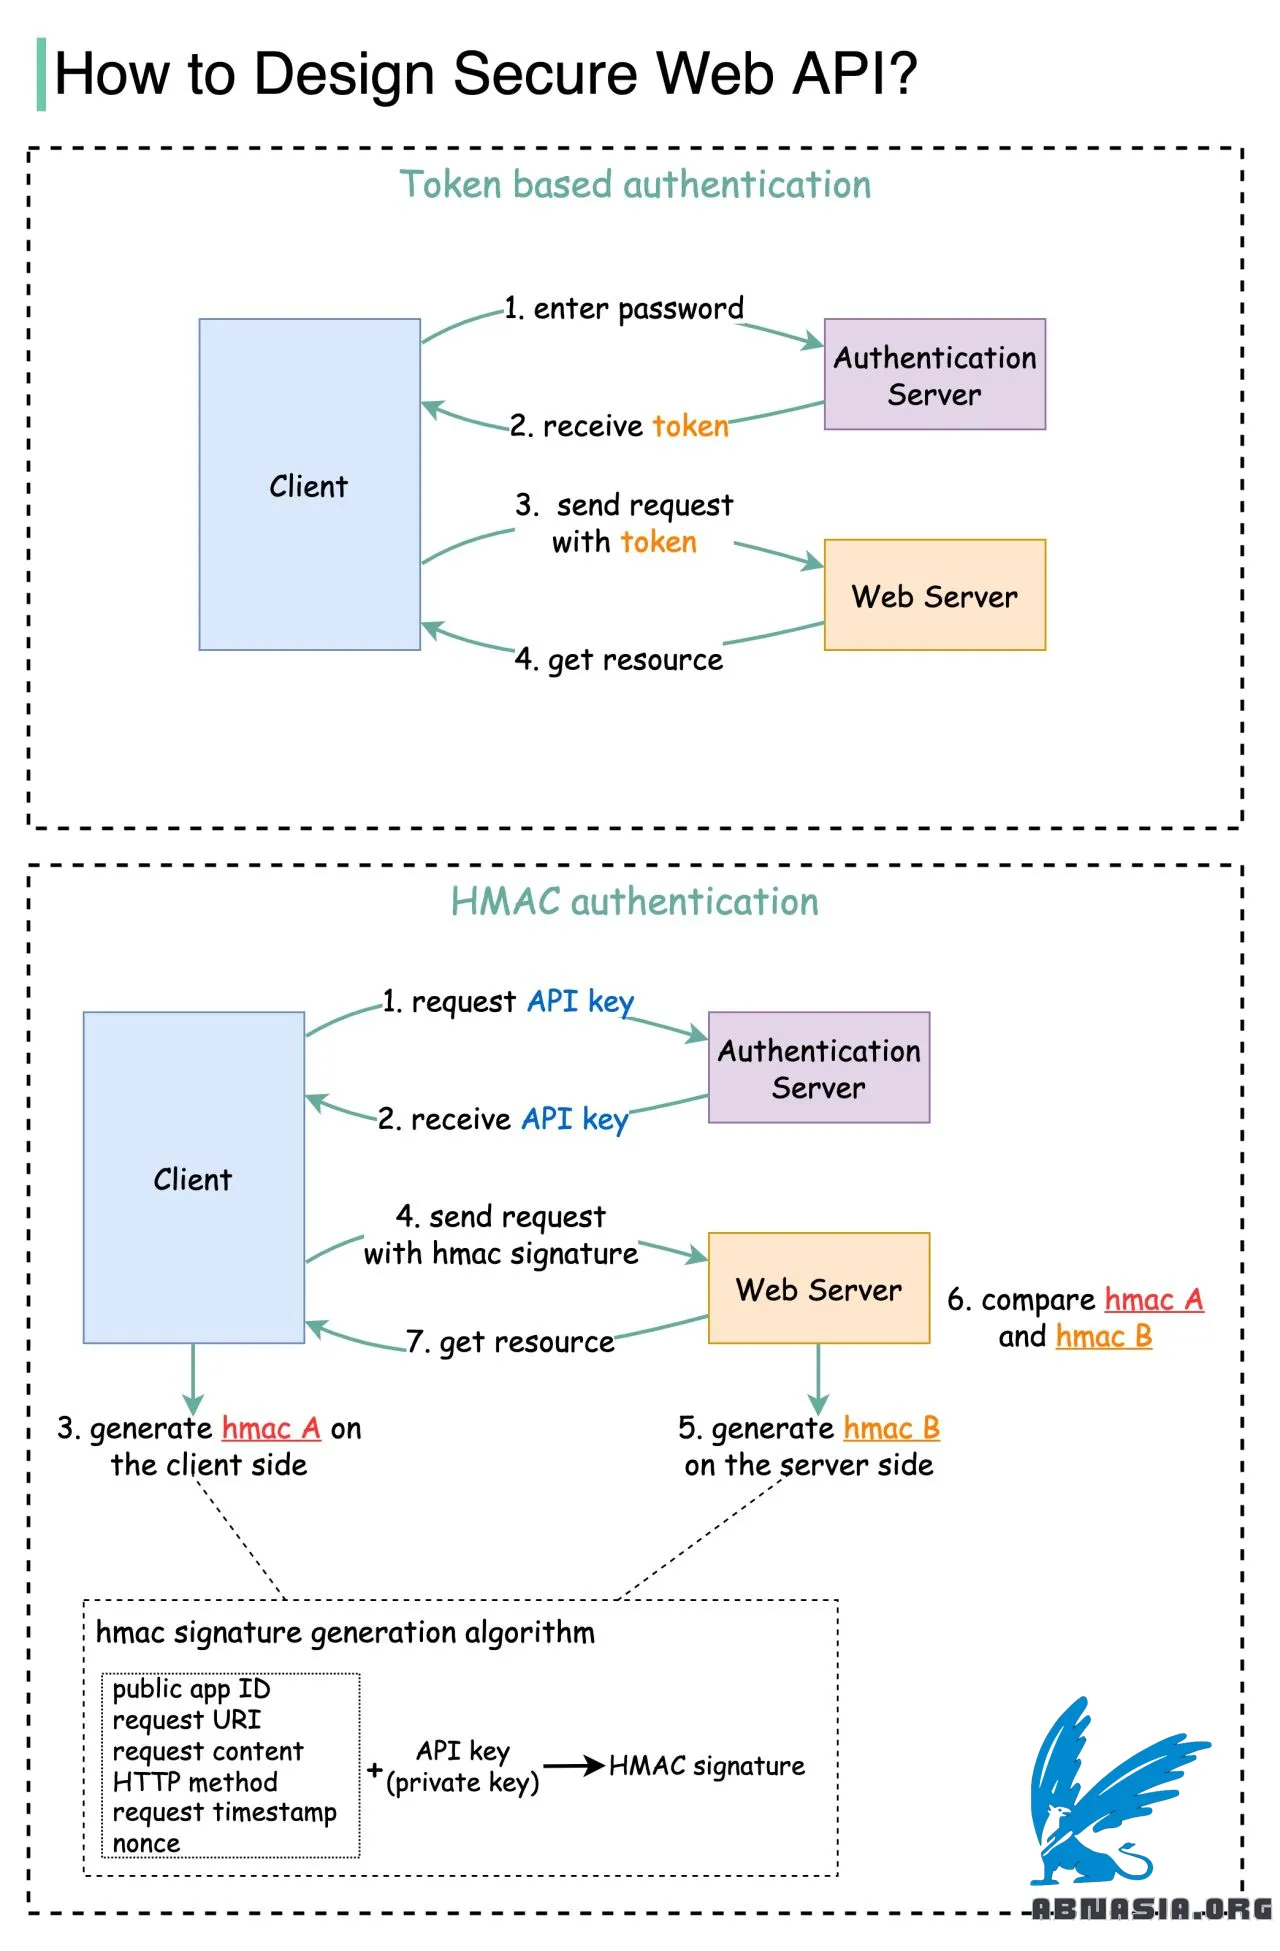 How to Design Secure Web API?
Token based authentication
1. enter password
Authentication
Server
2. receive token
Client
3. send request
with token
Web Server
4. get resource
HMAC authentication
1. request API key
Authentication
Server
2. receive API key
Client
4. send request
with hmac signature
Web Server
6. compare hmac A
and hmac B
7. get resource
3. generate hmac A on
the client side
5. generate hmac B
on the server side
hmac signature generation algorithm
public app ID
request URI
request content
HTTP method
request timestamp
nonce
+
API key
(private key)
HMAC signature
ABNASIA.ORG